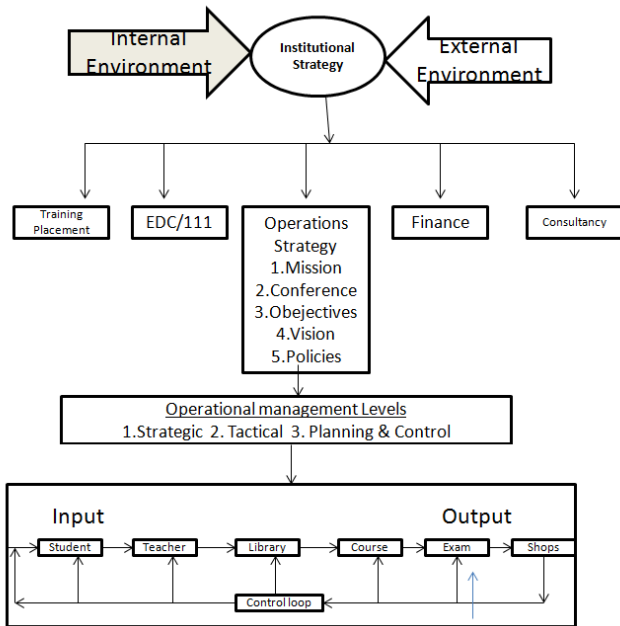 Internal
Environment
Institutional
Strategy
External
Environment
Training
Placement
EDC/111
Operations
Strategy
1.Mission
2.Conference
3.Obejectives
4.Vision
5.Policies
Finance
Consultancy
Operational management Levels
1.Strategic 2. Tactical 3. Planning & Control
Input
Output
Student
Teacher
Library
Course
Exam
Shops
Control loop